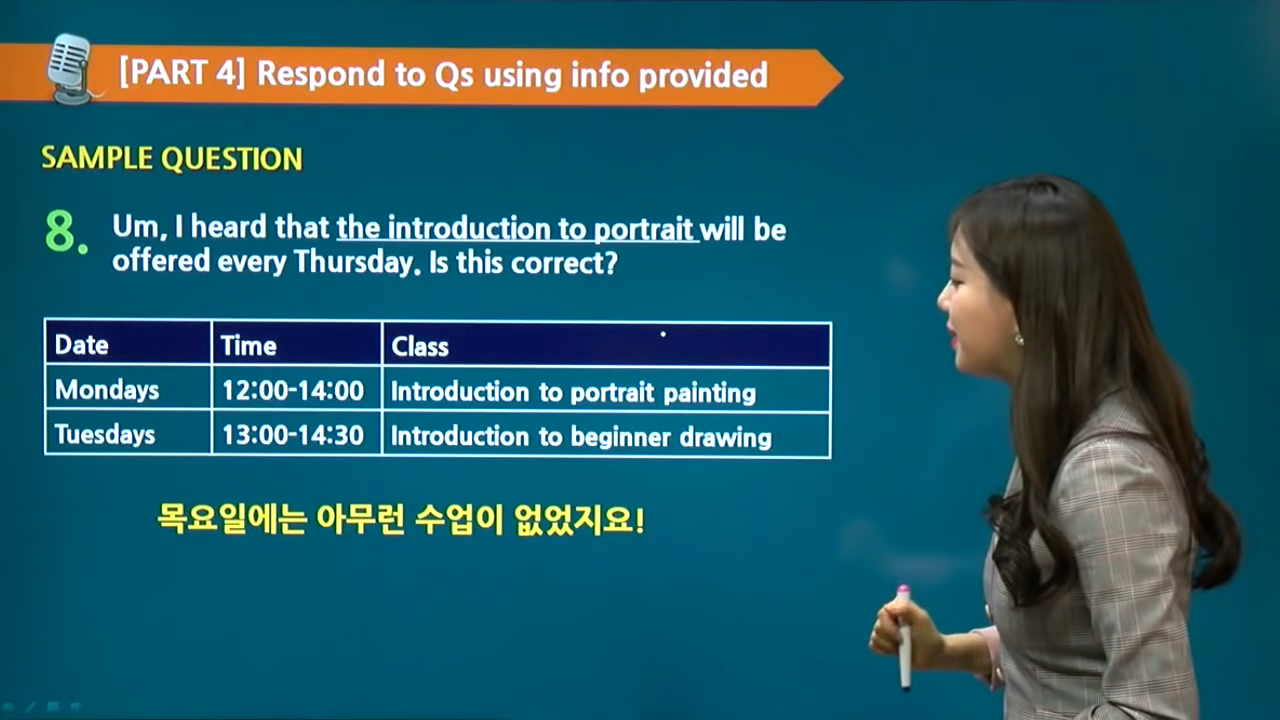 [PART 4] Respond to Qs using info provided
SAMPLE QUESTION
8. Um, I heard that the introduction to portrait will be
offered every Thursday. Is this correct?
Date Time Class
Mondays 12:00-14:00 Introduction to portrait painting
Tuesdays 13:00-14:30 Introduction to beginner drawing
목요일에는 아무런 수업이 없었지요!